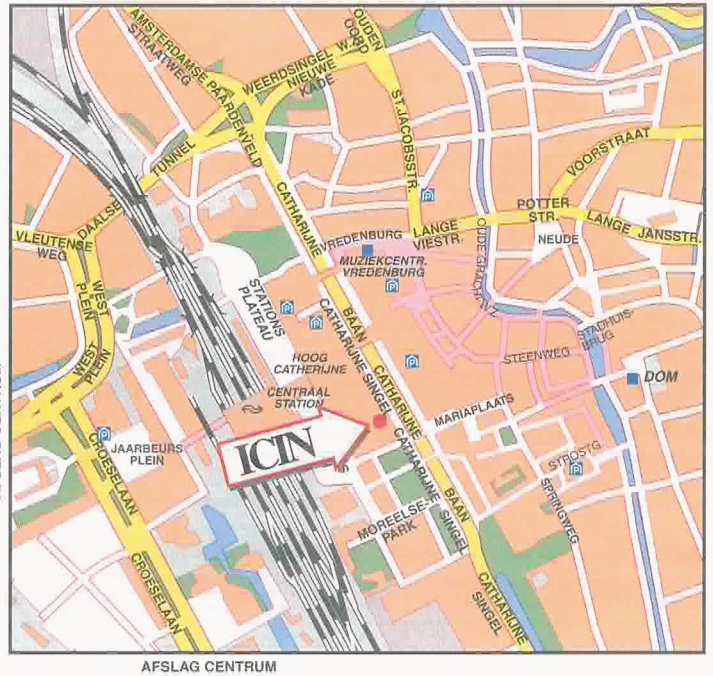 AMSTERDAMSE
STRAATWEG
PAARDENVELD
WEERDSINGEL W.Z.
NIEUWE
KADE
OUDEN
OORD
ST.JACOBSSTR.
VOORSTRAAT
TUNNEL
DAALSE
VLEUTENSE
WEG
CATHARIJNE
BAAN
VREDENBURG
MUZIEKCENTR.
VREDENBURG
LANGE
VIESTR.
POTTER
STR.
LANGE JANSSTR.
NEUDE
OUDE GRACHT
STADHUIS-
BRUG
STEENWEG
DOM
WEST
PLEIN
WEST
PLEIN
STATIONS
PLATEAU
CATHARIJNE SINGEL
HOOG
CATHERIJNE
CENTRAAL
STATION
CATHARIJNE
BAAN
MARIAPLAATS
JAARBEURS
PLEIN
CROESELAAN
CROESELAAN
ICIN
CATHARIJNE
SINGEL
MOREELSE-
PARK
STROSTG
SPRINGWEG
CATHARIJNE
SINGEL
P
P
P
P
P
P
P
AFSLAG CENTRUM